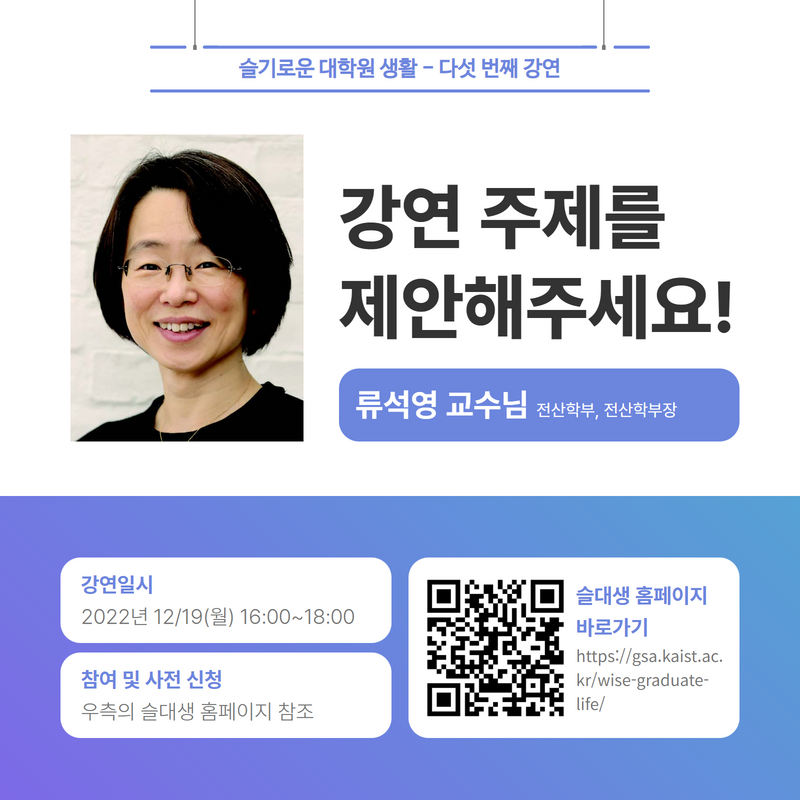 슬기로운 대학원 생활 - 다섯 번째 강연
강연 주제를
제안해주세요!
류석영 교수님 전산학부, 전산학부장
강연일시
2022년 12/19(월) 16:00~18:00
참여 및 사전 신청
우측의 슬대생 홈페이지 참조
슬대생 홈페이지
바로가기
https://gsa.kaist.ac.
kr/wise-graduate-
life/